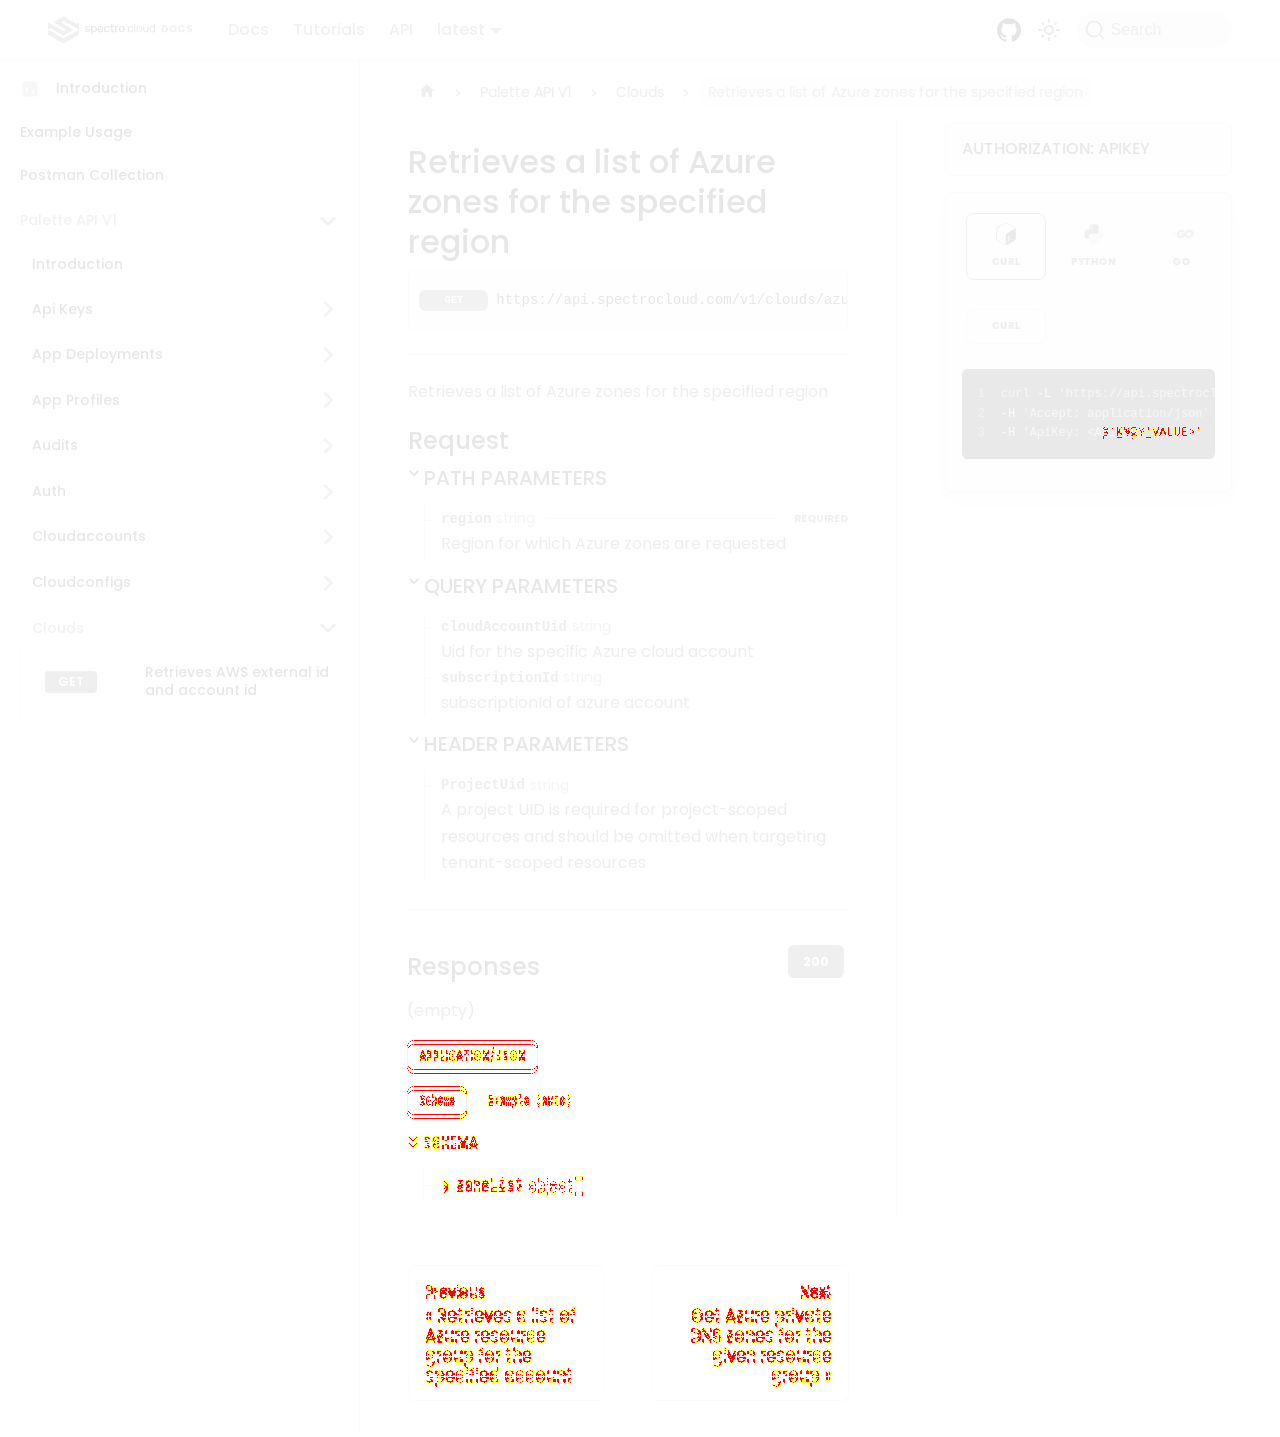 spectro cloud DOCS
Docs Tutorials API latest Search
Introduction
Example Usage
Postman Collection
Palette API V1
Introduction
Api Keys
App Deployments
App Profiles
Audits
Auth
Cloudaccounts
Cloudconfigs
Clouds
GET Retrieves AWS external id
and account id
Palette API V1 Clouds Retrieves a list of Azure zones for the specified region
Retrieves a list of Azure
zones for the specified
region
GET https://api.spectrocloud.com/v1/clouds/azu
Retrieves a list of Azure zones for the specified region
Request
PATH PARAMETERS
region string REQUIRED
Region for which Azure zones are requested
QUERY PARAMETERS
cloudAccountUid string
Uid for the specific Azure cloud account
subscriptionId string
subscriptionId of azure account
HEADER PARAMETERS
ProjectUid string
A project UID is required for project-scoped
resources and should be omitted when targeting
tenant-scoped resources
Responses 200
(empty)
APPLICATION/JSON
Schema Example (auto)
SCHEMA
zoneList object
Previous
« Retrieves a list of
Azure resource
group for the
specified account
Next
Get Azure private
DNS zones for the
given resource
group »
AUTHORIZATION: APIKEY
CURL PYTHON GO
GO
CURL
1 curl -L 'https://api.spectrocl
2 -H 'Accept: application/json'
3 -H 'ApiKey: VALUE>'